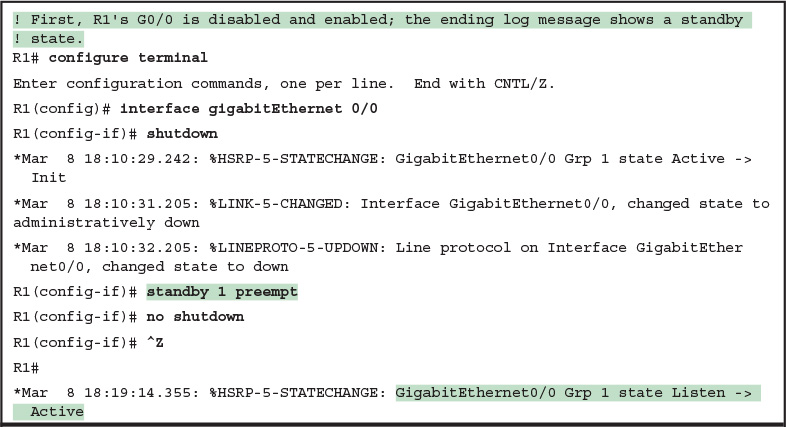 ! First, R1's G0/0 is disabled and enabled; the ending log message shows a standby
! state.
R1# configure terminal
Enter configuration commands, one per line.  End with CNTL/Z.
R1(config)# interface gigabitEthernet 0/0
R1(config-if)# shutdown
*Mar  8 18:10:29.242: %HSRP-5-STATECHANGE: GigabitEthernet0/0 Grp 1 state Active ->
Init
*Mar  8 18:10:31.205: %LINK-5-CHANGED: Interface GigabitEthernet0/0, changed state to
administratively down
*Mar  8 18:10:32.205: %LINEPROTO-5-UPDOWN: Line protocol on Interface GigabitEther
net0/0, changed state to down
R1(config-if)# standby 1 preempt
R1(config-if)# no shutdown
R1(config-if)# ^Z
R1#
*Mar  8 18:19:14.355: %HSRP-5-STATECHANGE: GigabitEthernet0/0 Grp 1 state Listen ->
Active